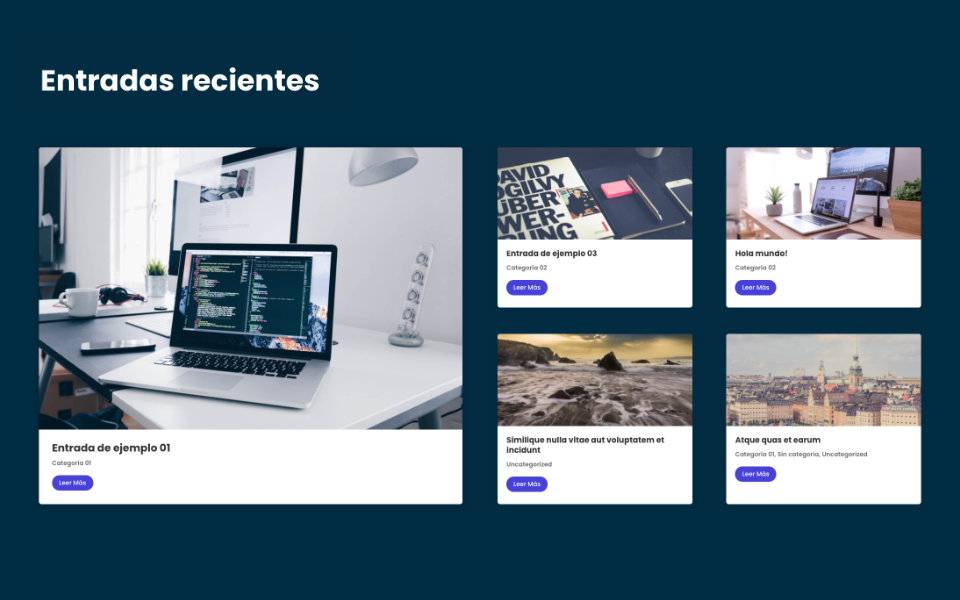 Entradas recientes
Entrada de ejemplo 01
Categoría 01
Leer Más
DAVID
OGILVY
ÜBER
WER-
BUNG
Entrada de ejemplo 03
Categoría 02
Leer Más
Hola mundo!
Categoría 02
Leer Más
Similique nulla vitae aut voluptatem et
incidunt
Uncategorized
Leer Más
Atque quas et earum
Categoría 01, Sin categoría, Uncategorized
Leer Más